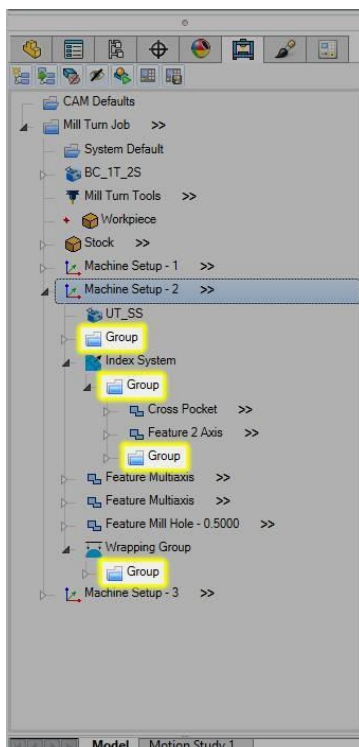 CAM Defaults
Mill Turn Job >>
System Default
BC_1T_2S
Mill Turn Tools >>
Workpiece
Stock >>
Machine Setup - 1 >>
Machine Setup - 2 >>
UT_SS
Group
Index System
Group
Cross Pocket >>
Feature 2 Axis >>
Group
Feature Multiaxis >>
Feature Multiaxis >>
Feature Mill Hole - 0.5000 >>
Wrapping Group
Group
Machine Setup - 3 >>
Model Motion Study 1